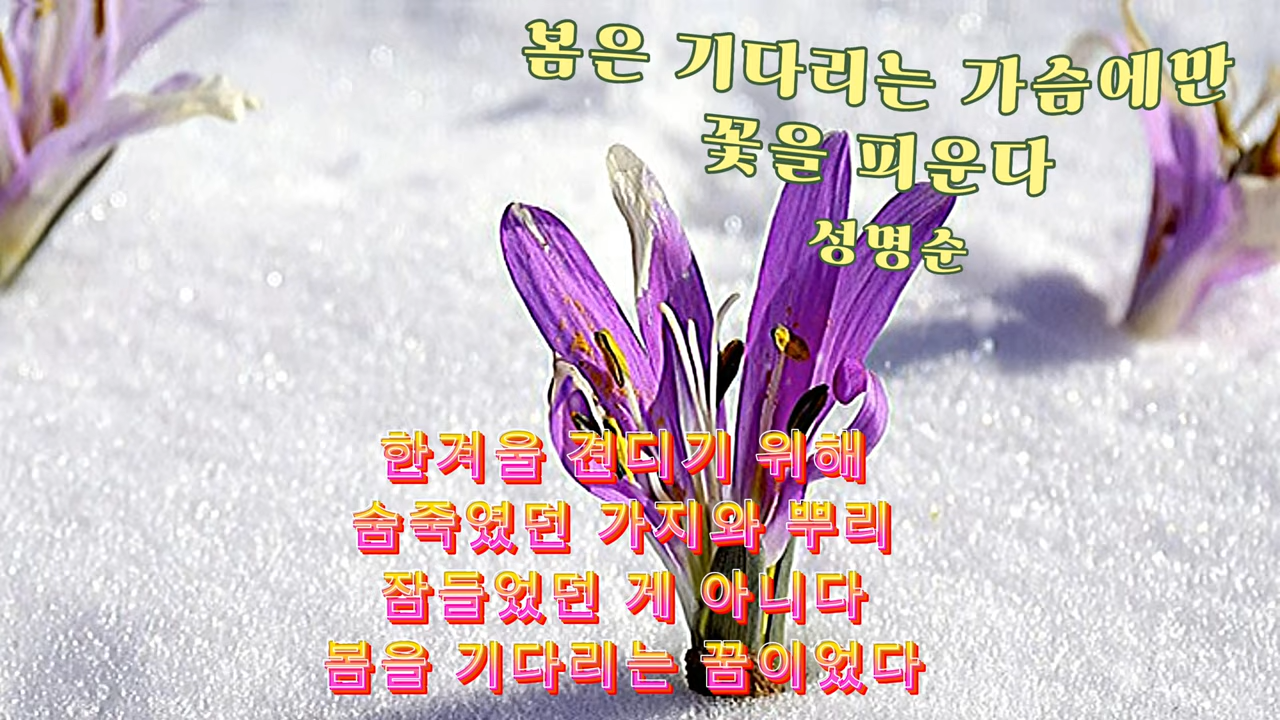 봄은 기다리는 가슴에만
꽃을 피운다
성명순
한겨울 견디기 위해
숨죽였던 가지와 뿌리
잠들었던 게 아니다
봄을 기다리는 꿈이었다